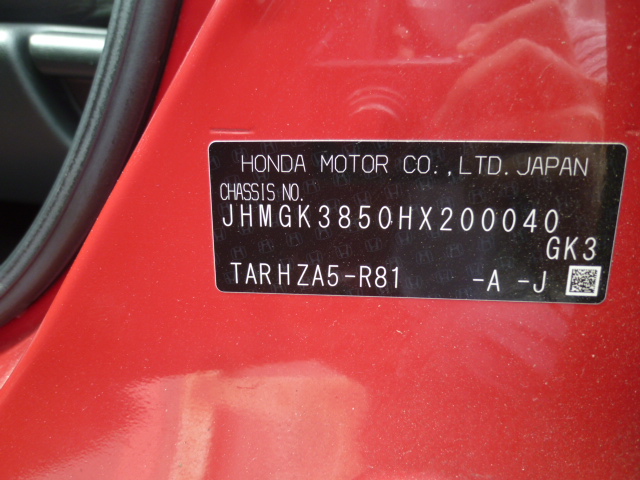 HONDA MOTOR CO.,LTD. JAPAN
CHASSIS NO.
JHMGK3850HX200040
GK3
TARHZA5-R81 -A -J